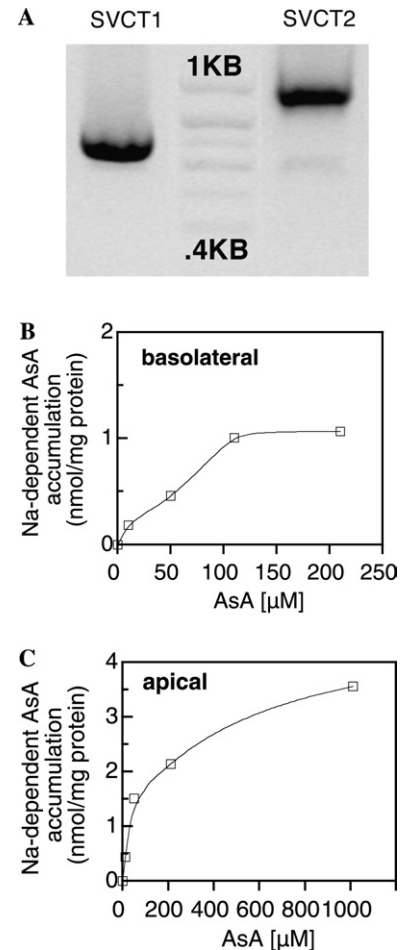 A
SVCT1
SVCT2
1KB
.4KB
B
Na-dependent AsA
accumulation
(nmol/mg protein)
basolateral
2
1
0
0 50 100 150 200 250
AsA [µM]
C
Na-dependent AsA
accumulation
(nmol/mg protein)
apical
4
3
2
1
0
0 200 400 600 800 1000
AsA [µM]